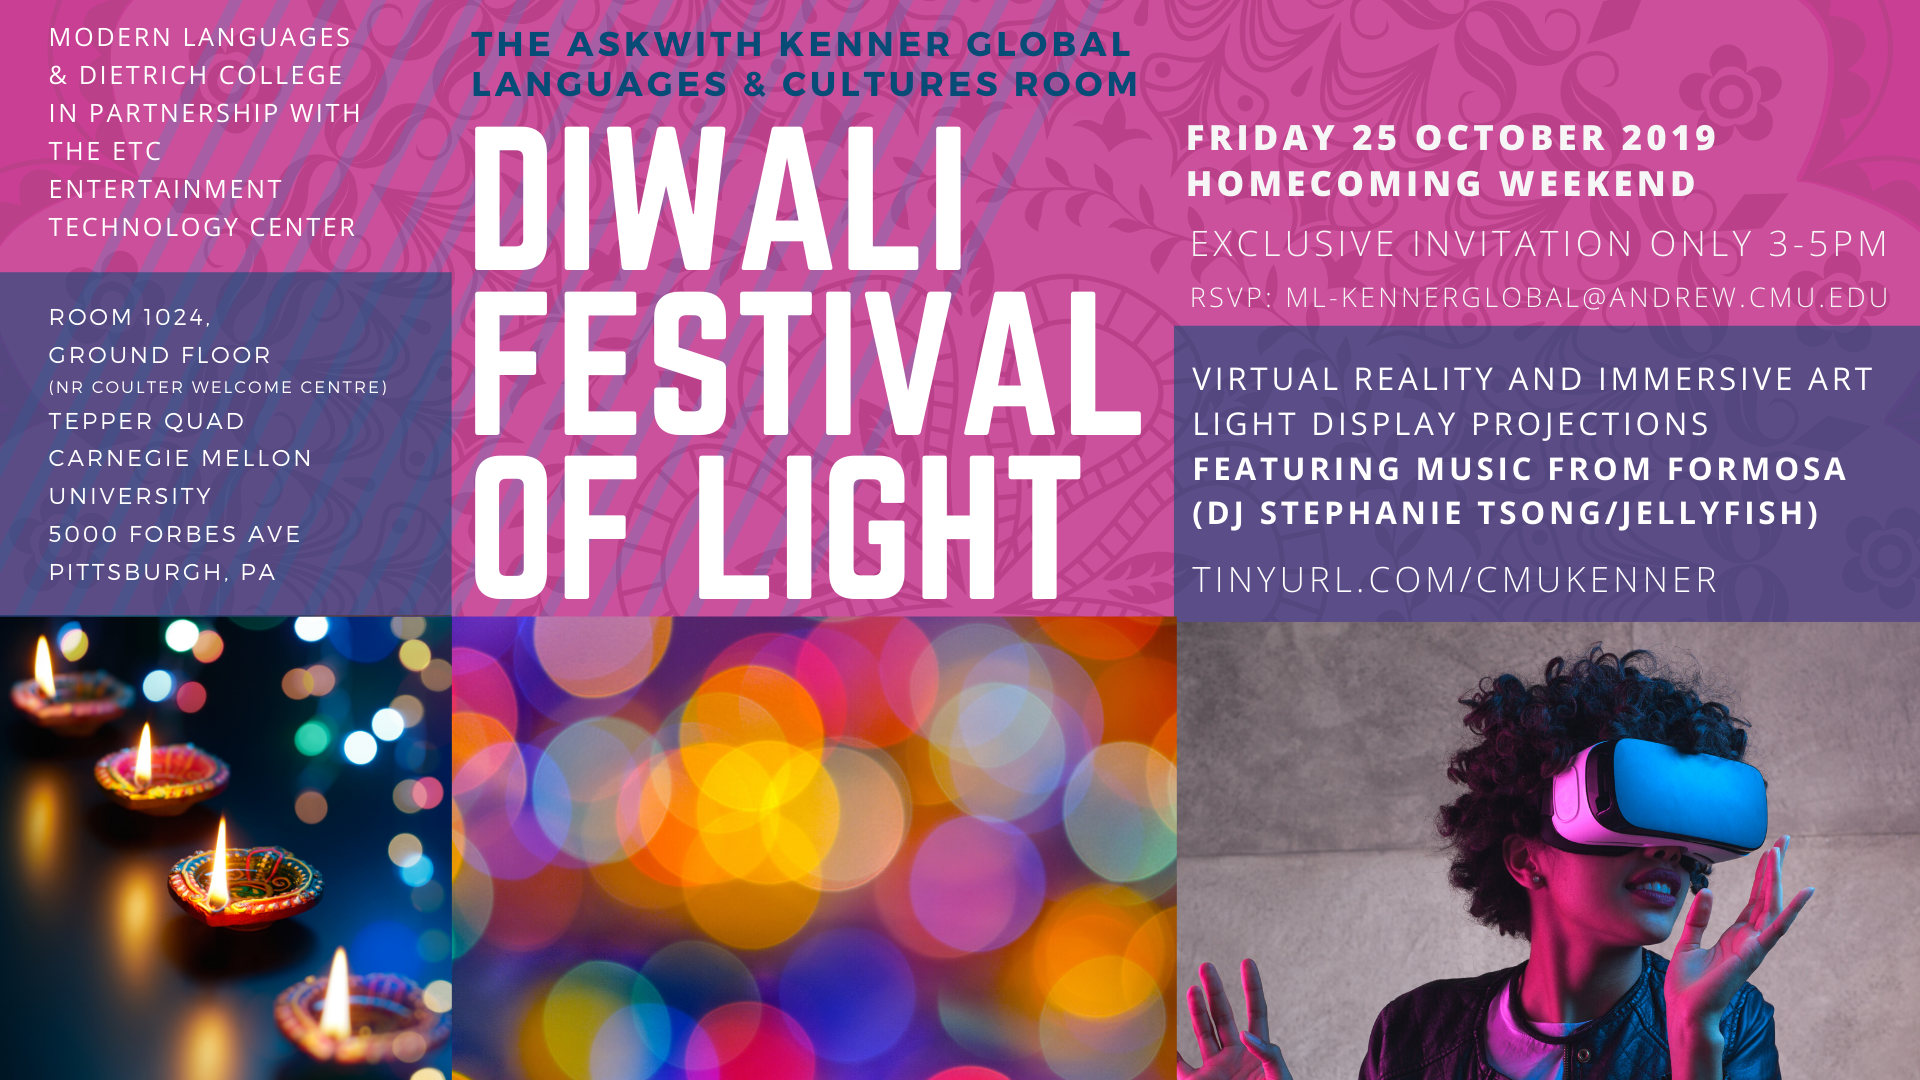 MODERN LANGUAGES
& DIETRICH COLLEGE
IN PARTNERSHIP WITH
THE ETC
ENTERTAINMENT
TECHNOLOGY CENTER
ROOM 1024,
GROUND FLOOR
(NR COULTER WELCOME CENTRE)
TEPPER QUAD
CARNEGIE MELLON
UNIVERSITY
5000 FORBES AVE
PITTSBURGH, PA
THE ASKWITH KENNER GLOBAL
LANGUAGES & CULTURES ROOM
DIWALI
FESTIVAL
OF LIGHT
FRIDAY 25 OCTOBER 2019
HOMECOMING WEEKEND
EXCLUSIVE INVITATION ONLY 3-5PM
RSVP: ML-KENNERGLOBAL@ANDREW.CMU.EDU
VIRTUAL REALITY AND IMMERSIVE ART
LIGHT DISPLAY PROJECTIONS
FEATURING MUSIC FROM FORMOSA
(DJ STEPHANIE TSONG/JELLYFISH)
TINYURL.COM/CMUKENNER